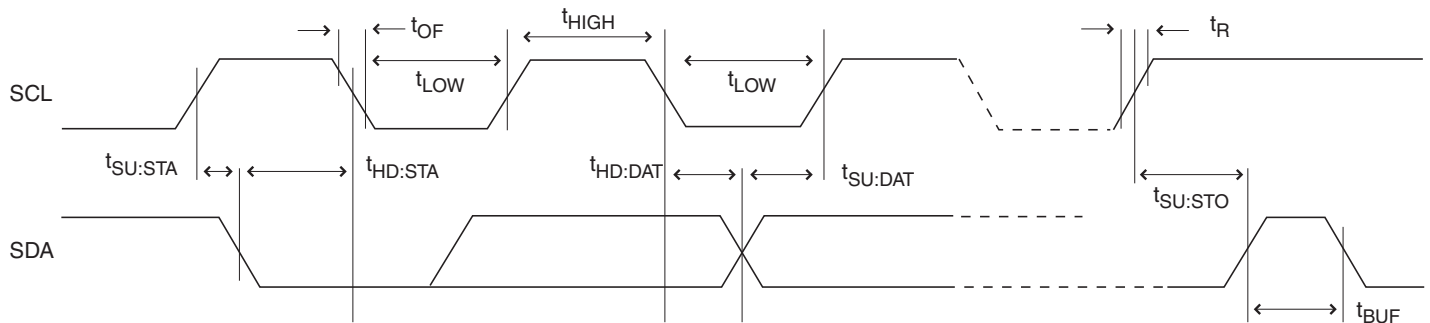 tOF
tHIGH
tR
tLOW
tLOW
SCL
tSU:STA
tHD:STA
tHD:DAT
tSU:DAT
tSU:STO
SDA
tBUF